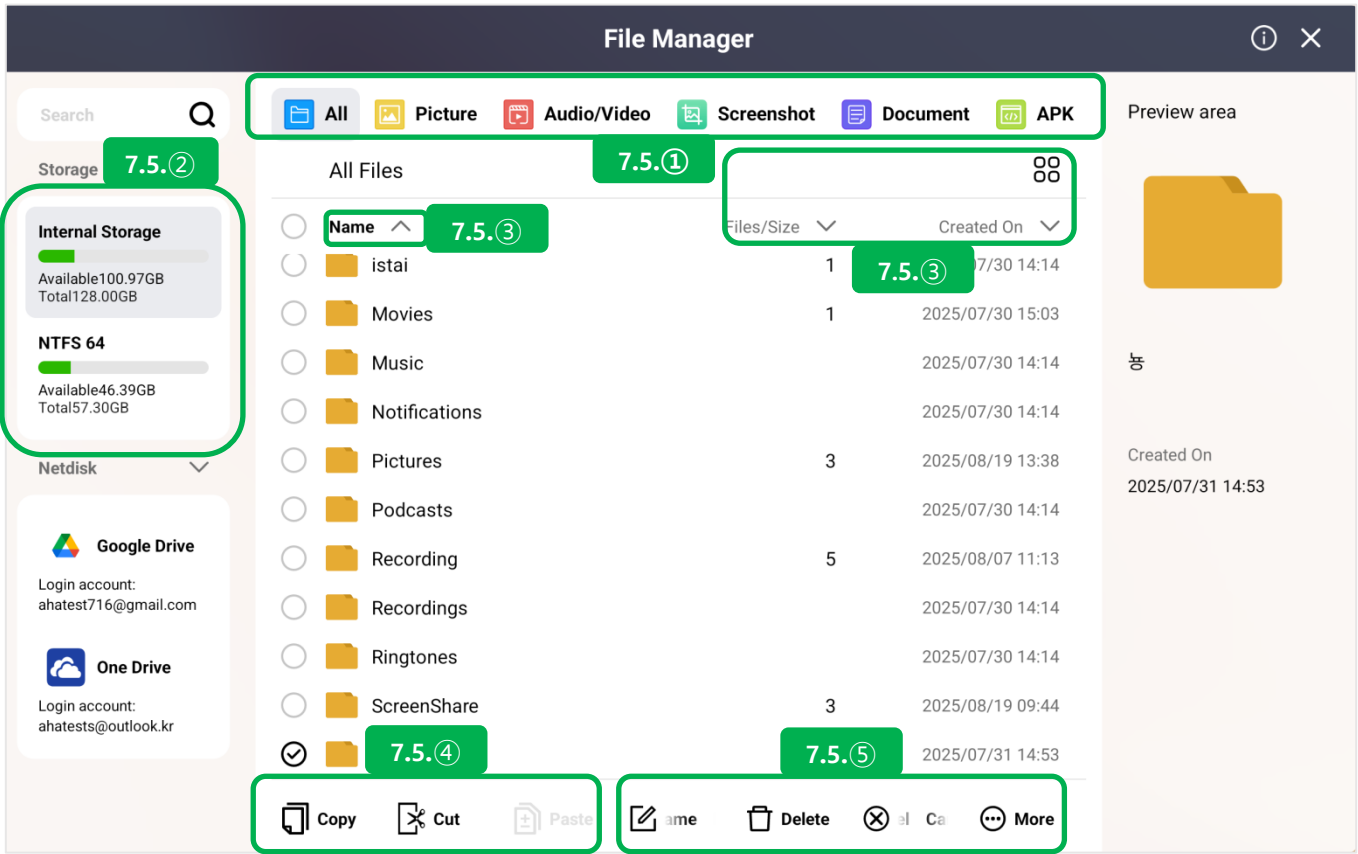 File Manager
Search
Storage
7.5.②
Internal Storage
Available100.97GB
Total128.00GB
NTFS 64
Available46.39GB
Total57.30GB
Netdisk
Google Drive
Login account:
ahatest716@gmail.com
One Drive
Login account:
ahatests@outlook.kr
All Picture Audio/Video Screenshot Document APK
7.5.①
All Files
Name 7.5.③ Files/Size Created On
7.5.③
istai 1 07/30 14:14
Movies 1 2025/07/30 15:03
Music 2025/07/30 14:14
Notifications 2025/07/30 14:14
Pictures 3 2025/08/19 13:38
Podcasts 2025/07/30 14:14
Recording 5 2025/08/07 11:13
Recordings 2025/07/30 14:14
Ringtones 2025/07/30 14:14
ScreenShare 3 2025/08/19 09:44
7.5.④ 7.5.⑤ 2025/07/31 14:53
Copy Cut Paste ame Delete el Ca More
Preview area
뇽
Created On
2025/07/31 14:53